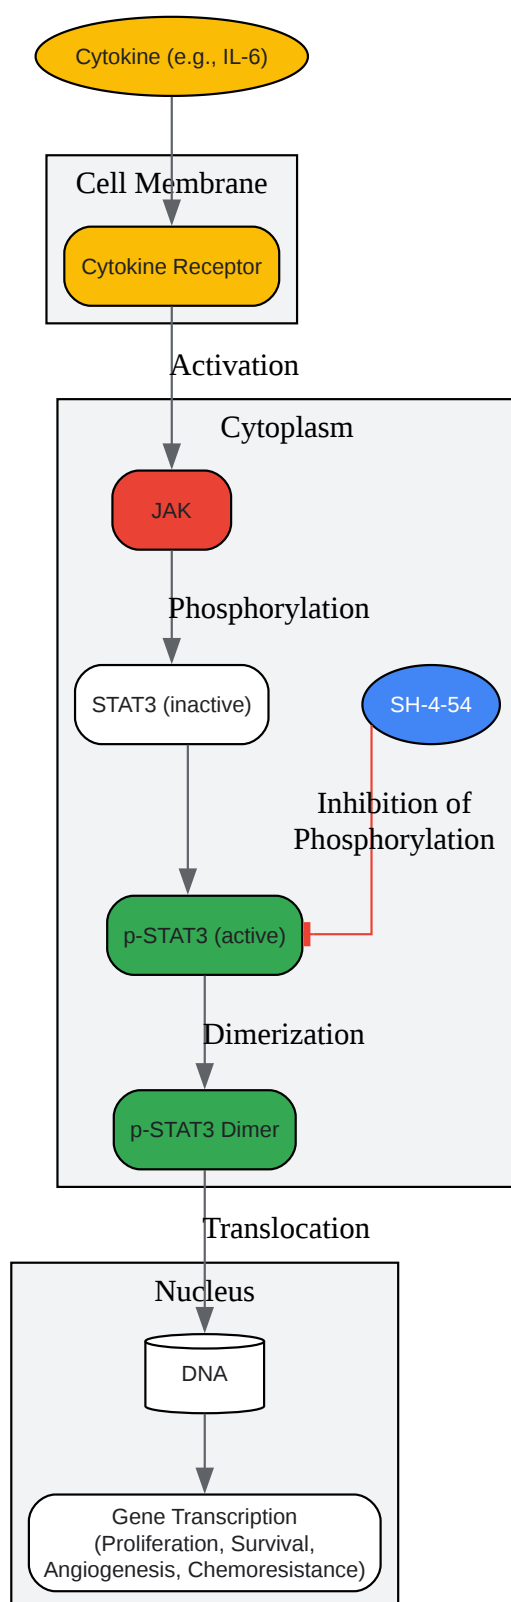 Cytokine (e.g., IL-6)
Cell Membrane
Cytokine Receptor
Activation
Cytoplasm
JAK
Phosphorylation
STAT3 (inactive)
SH-4-54
Inhibition of
Phosphorylation
p-STAT3 (active)
Dimerization
p-STAT3 Dimer
Translocation
Nucleus
DNA
Gene Transcription
(Proliferation, Survival,
Angiogenesis, Chemoresistance)